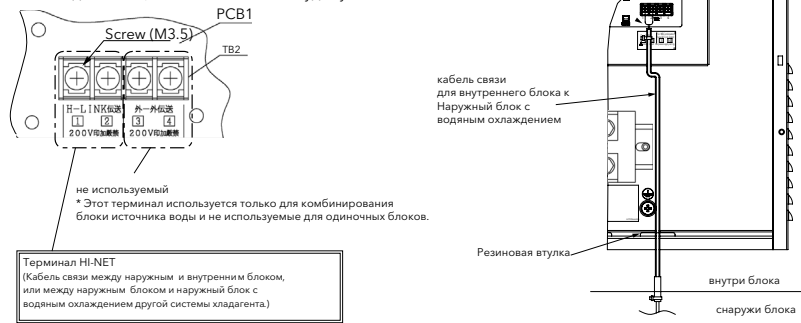 PCB1
Screw (M3.5)
TB2
H-LINK伝送
外ー外伝送
1 2 3 4
200V印加厳禁
200V印加厳禁
не используемый
* Этот терминал используется только для комбинирования
блоки источника воды и не используемые для одиночных блоков.
Терминал HI-NET
(Кабель связи между наружным и внутренним блоком,
или между наружным блоком и наружный блок с
водяным охлаждением другой системы хладагента.)
кабель связи
для внутреннего блока к
Наружный блок с
водяным охлаждением
Резиновая втулка
внутри блока
снаружи блока